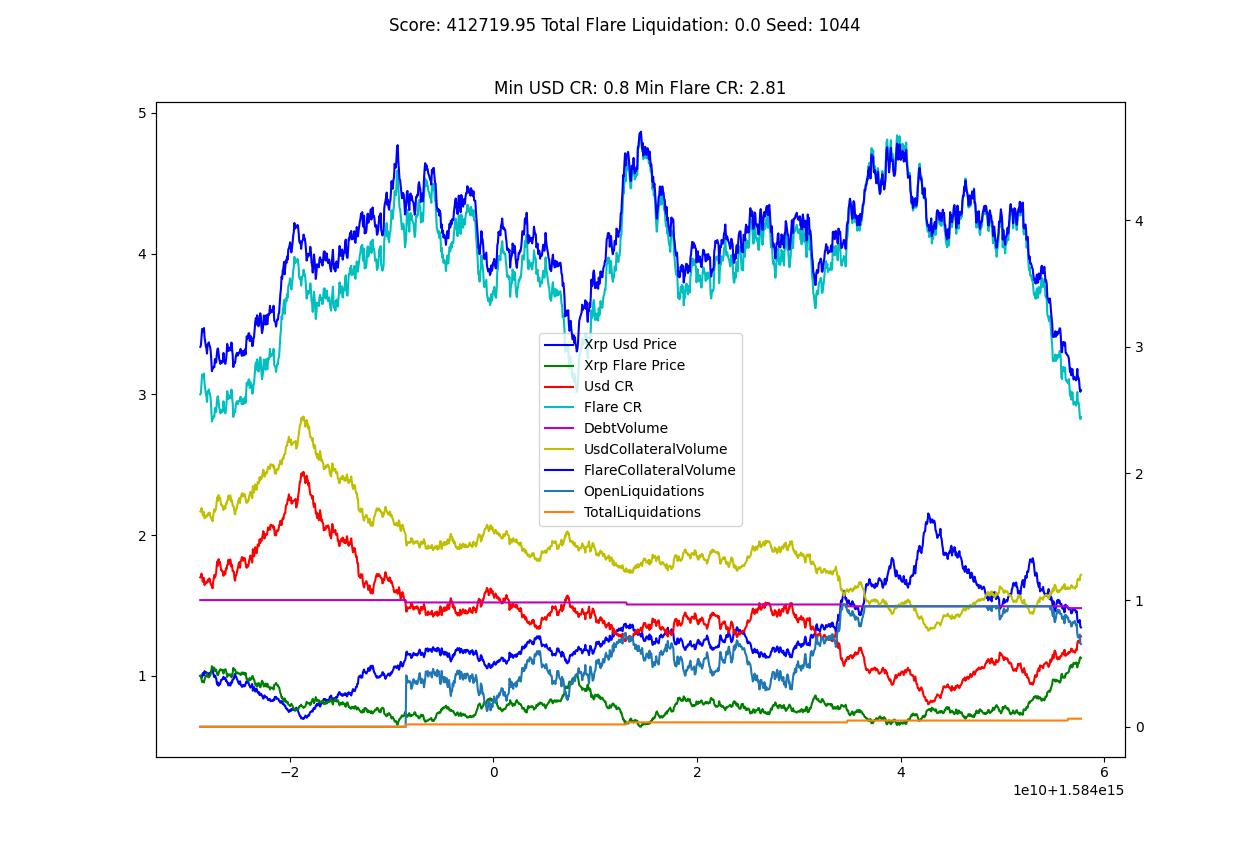 Score: 412719.95 Total Flare Liquidation: 0.0 Seed: 1044
Min USD CR: 0.8 Min Flare CR: 2.81
5
4
3
2
1
4
3
2
1
0
Xrp Usd Price
Xrp Flare Price
Usd CR
Flare CR
DebtVolume
UsdCollateralVolume
FlareCollateralVolume
OpenLiquidations
TotalLiquidations
−2 0 2 4 6
1e10+1.584e15